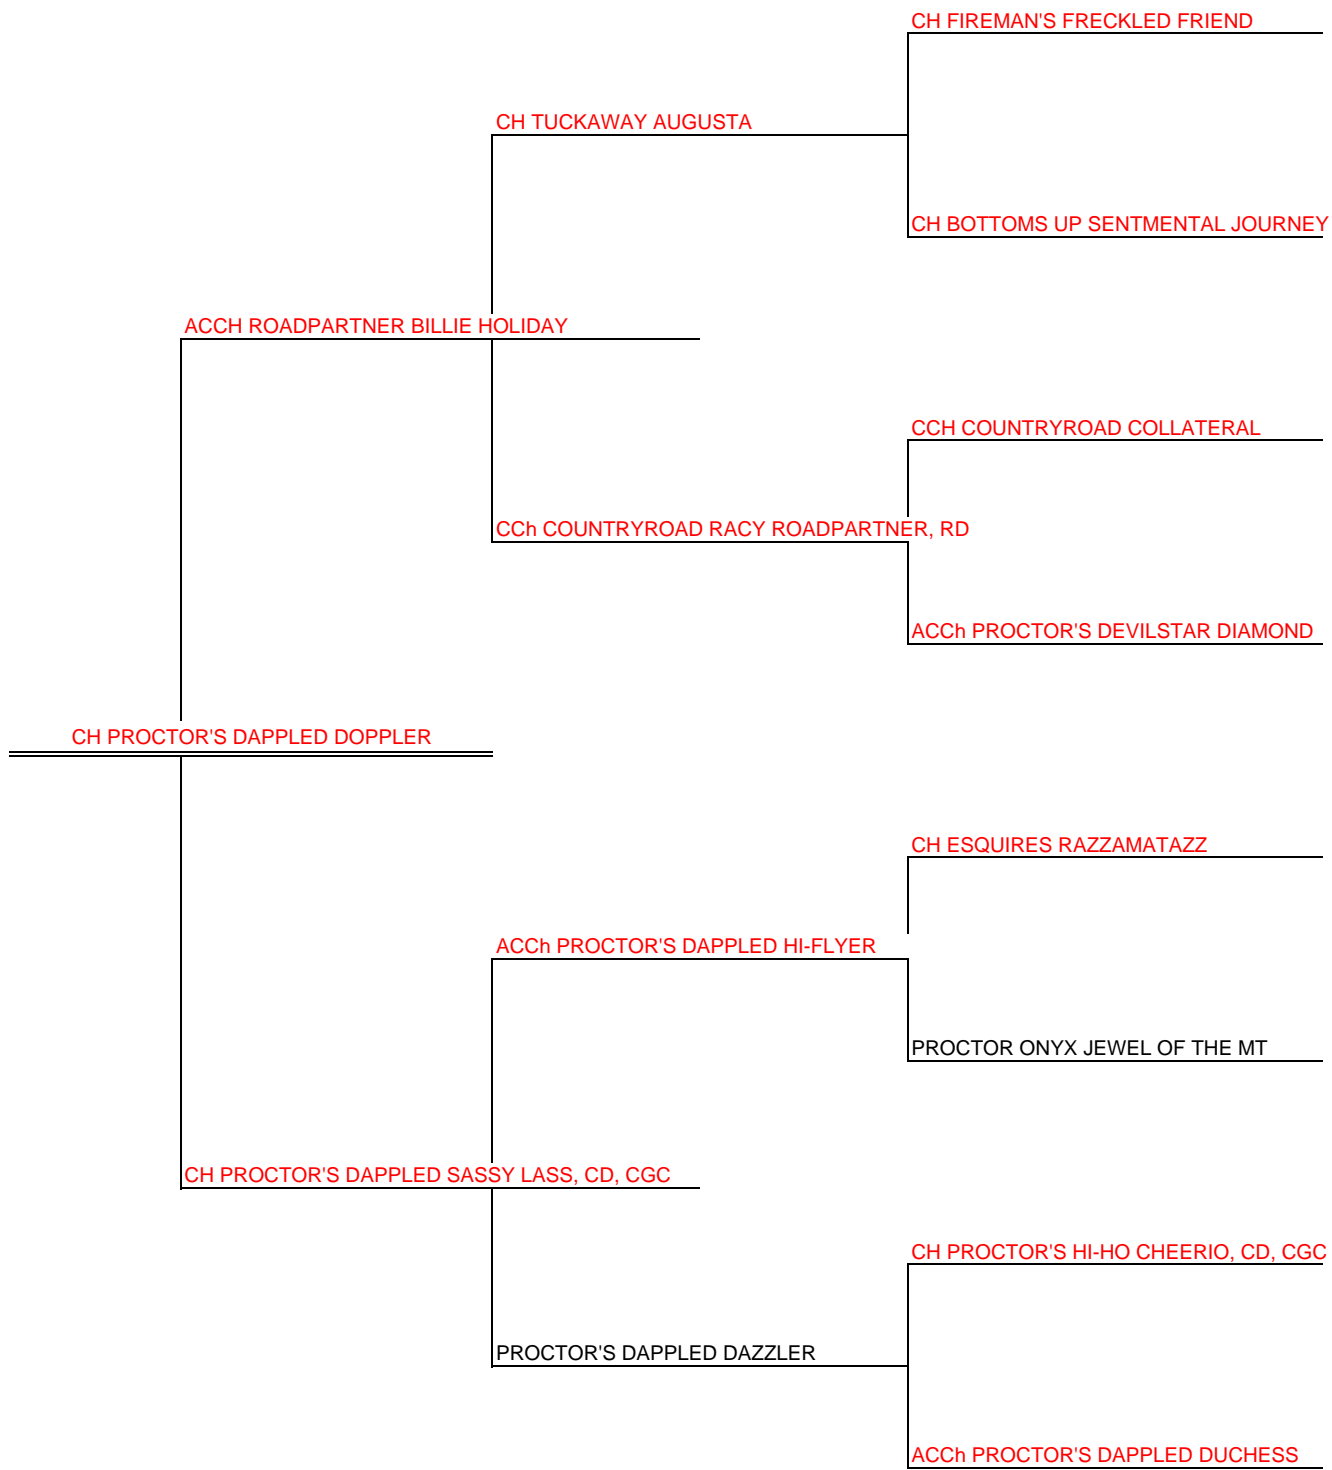 CH FIREMAN'S FRECKLED FRIEND
CH TUCKAWAY AUGUSTA
CH BOTTOMS UP SENTMENTAL JOURNEY
ACCH ROADPARTNER BILLIE HOLIDAY
CCH COUNTRYROAD COLLATERAL
CCh COUNTRYROAD RACY ROADPARTNER, RD
ACCh PROCTOR'S DEVILSTAR DIAMOND
CH PROCTOR'S DAPPLED DOPPLER
CH ESQUIRES RAZZAMATAZZ
ACCh PROCTOR'S DAPPLED HI-FLYER
PROCTOR ONYX JEWEL OF THE MT
CH PROCTOR'S DAPPLED SASSY LASS, CD, CGC
CH PROCTOR'S HI-HO CHEERIO, CD, CGC
PROCTOR'S DAPPLED DAZZLER
ACCh PROCTOR'S DAPPLED DUCHESS